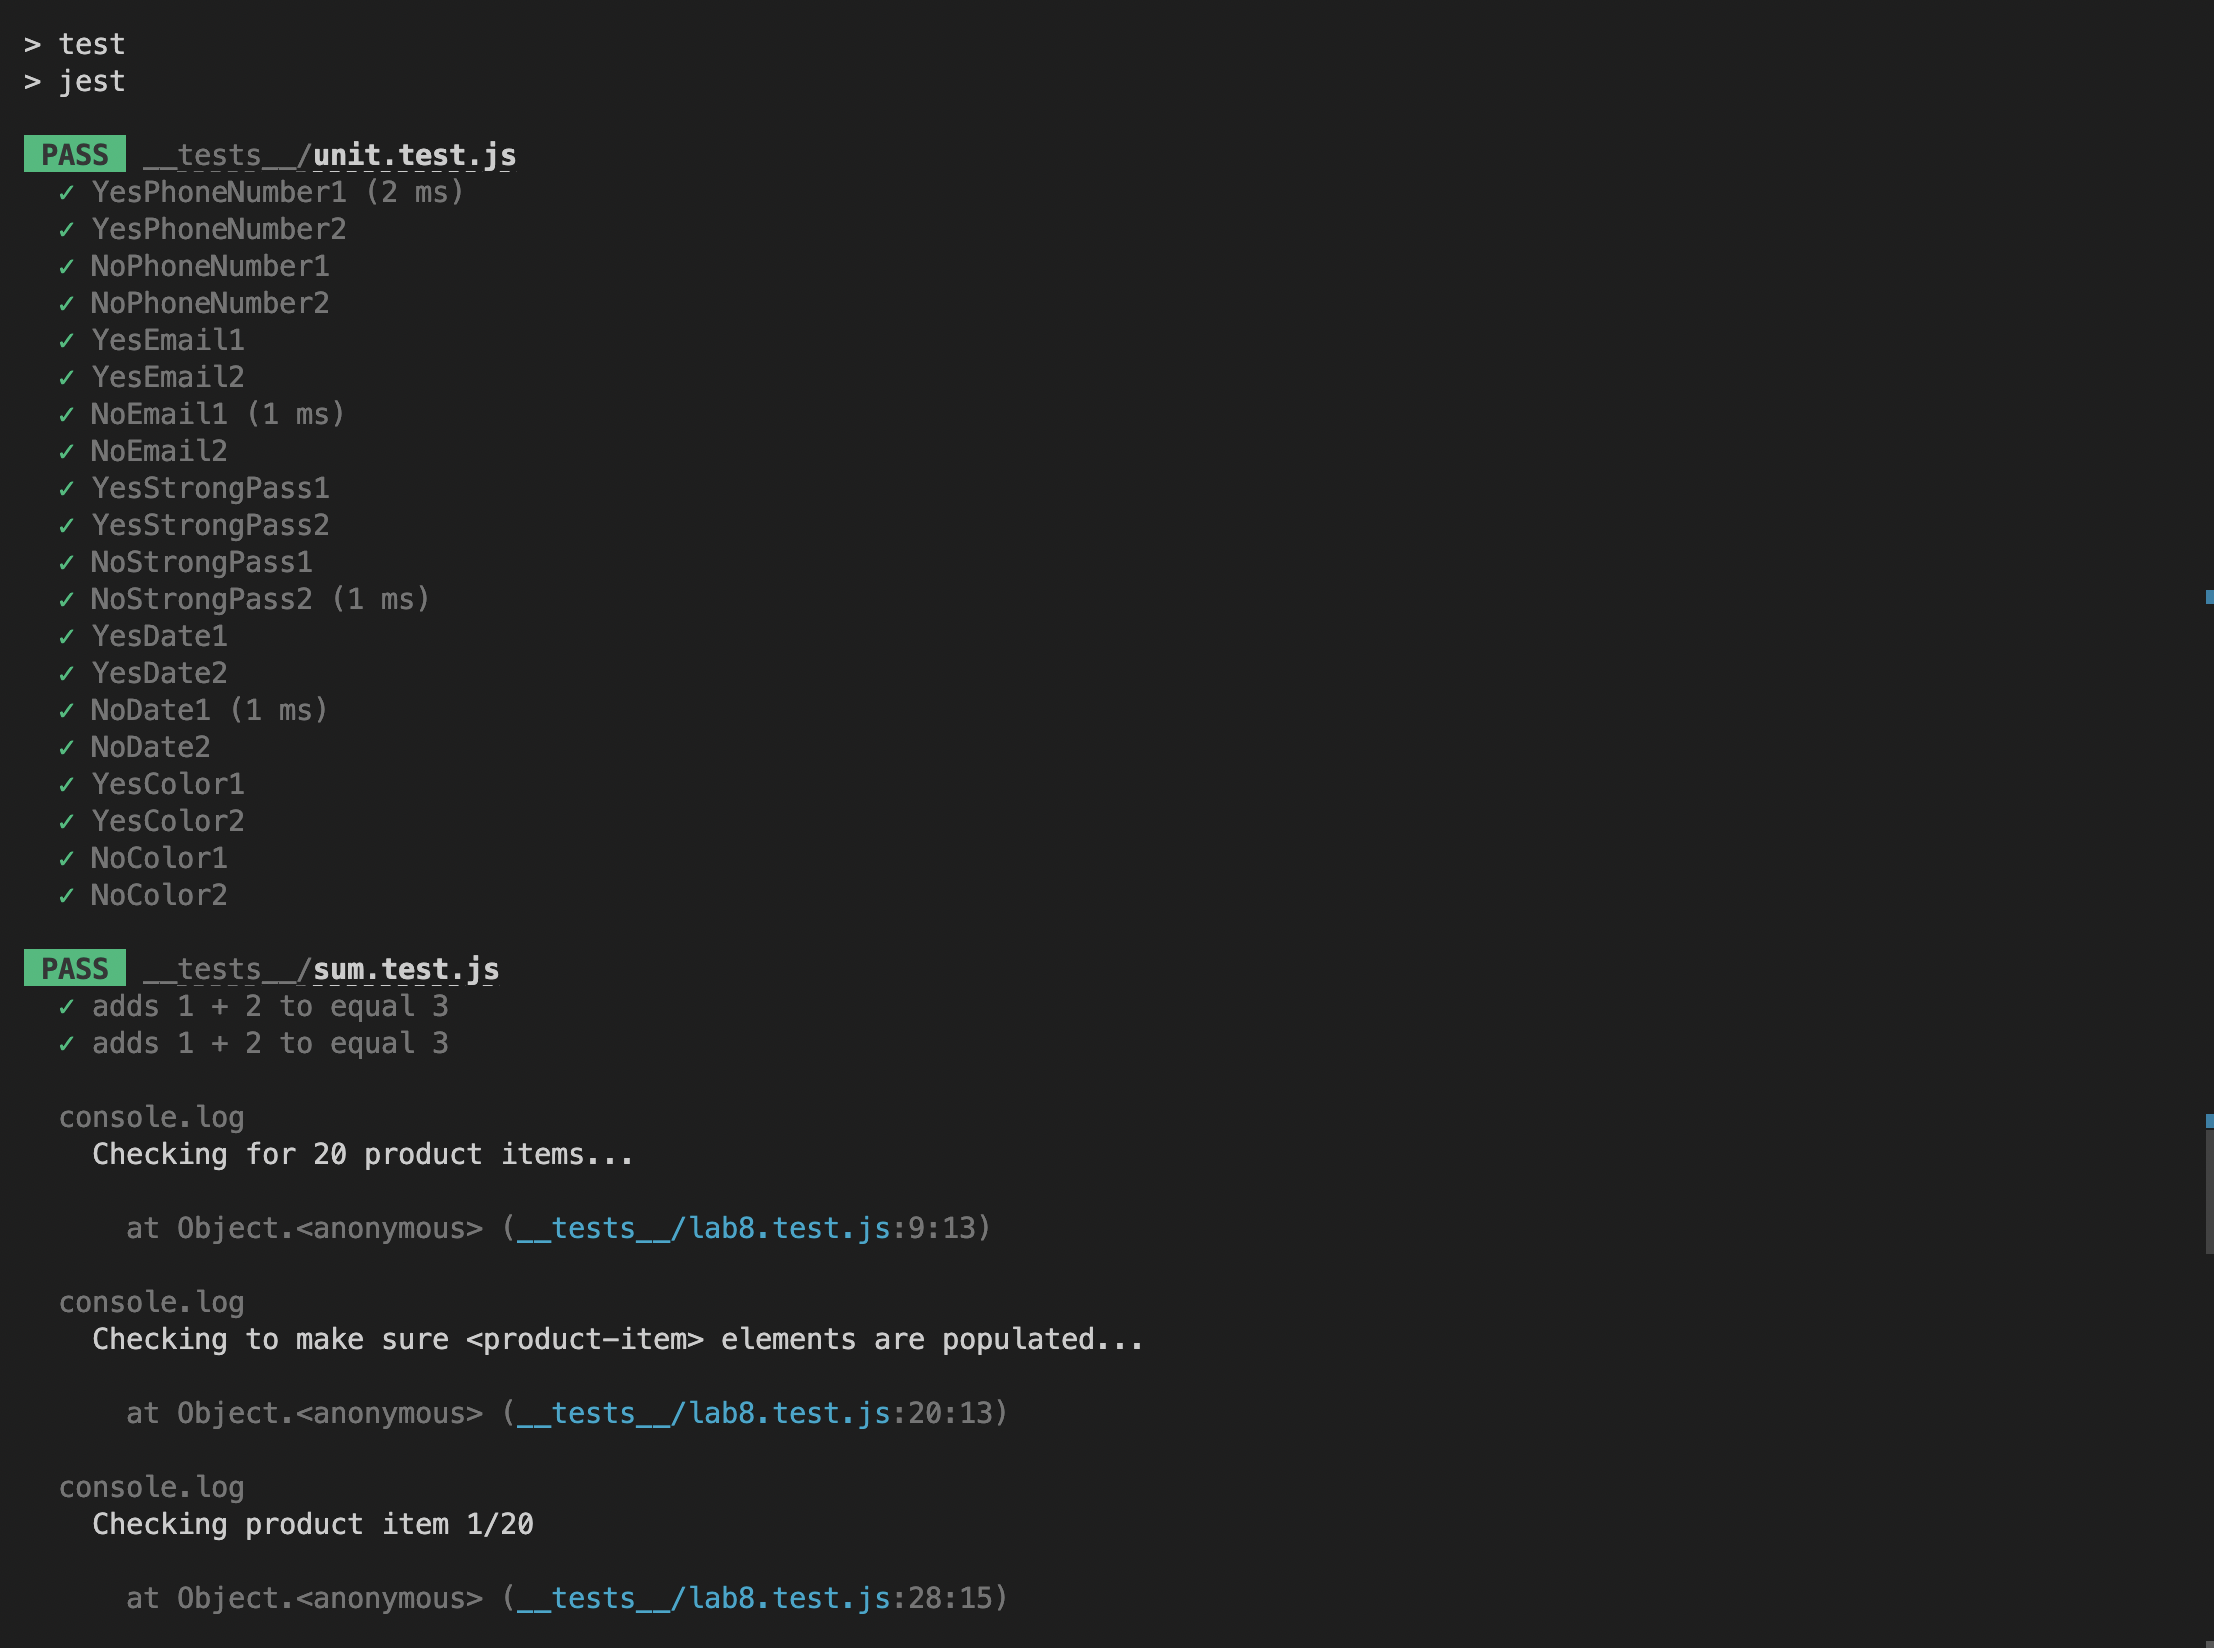 > test
> jest
PASS __tests__/unit.test.js
✓ YesPhoneNumber1 (2 ms)
✓ YesPhoneNumber2
✓ NoPhoneNumber1
✓ NoPhoneNumber2
✓ YesEmail1
✓ YesEmail2
✓ NoEmail1 (1 ms)
✓ NoEmail2
✓ YesStrongPass1
✓ YesStrongPass2
✓ NoStrongPass1
✓ NoStrongPass2 (1 ms)
✓ YesDate1
✓ YesDate2
✓ NoDate1 (1 ms)
✓ NoDate2
✓ YesColor1
✓ YesColor2
✓ NoColor1
✓ NoColor2
PASS __tests__/sum.test.js
✓ adds 1 + 2 to equal 3
✓ adds 1 + 2 to equal 3
console.log
Checking for 20 product items...
at Object.<anonymous> (__tests__/lab8.test.js:9:13)
console.log
Checking to make sure <product-item> elements are populated...
at Object.<anonymous> (__tests__/lab8.test.js:20:13)
console.log
Checking product item 1/20
at Object.<anonymous> (__tests__/lab8.test.js:28:15)